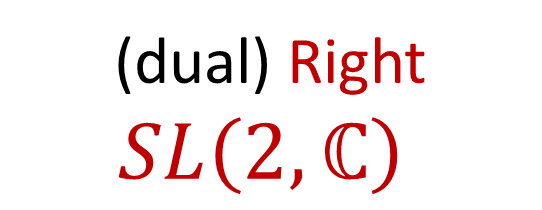 (dual) Right
𝑆𝐿(2, ℂ)